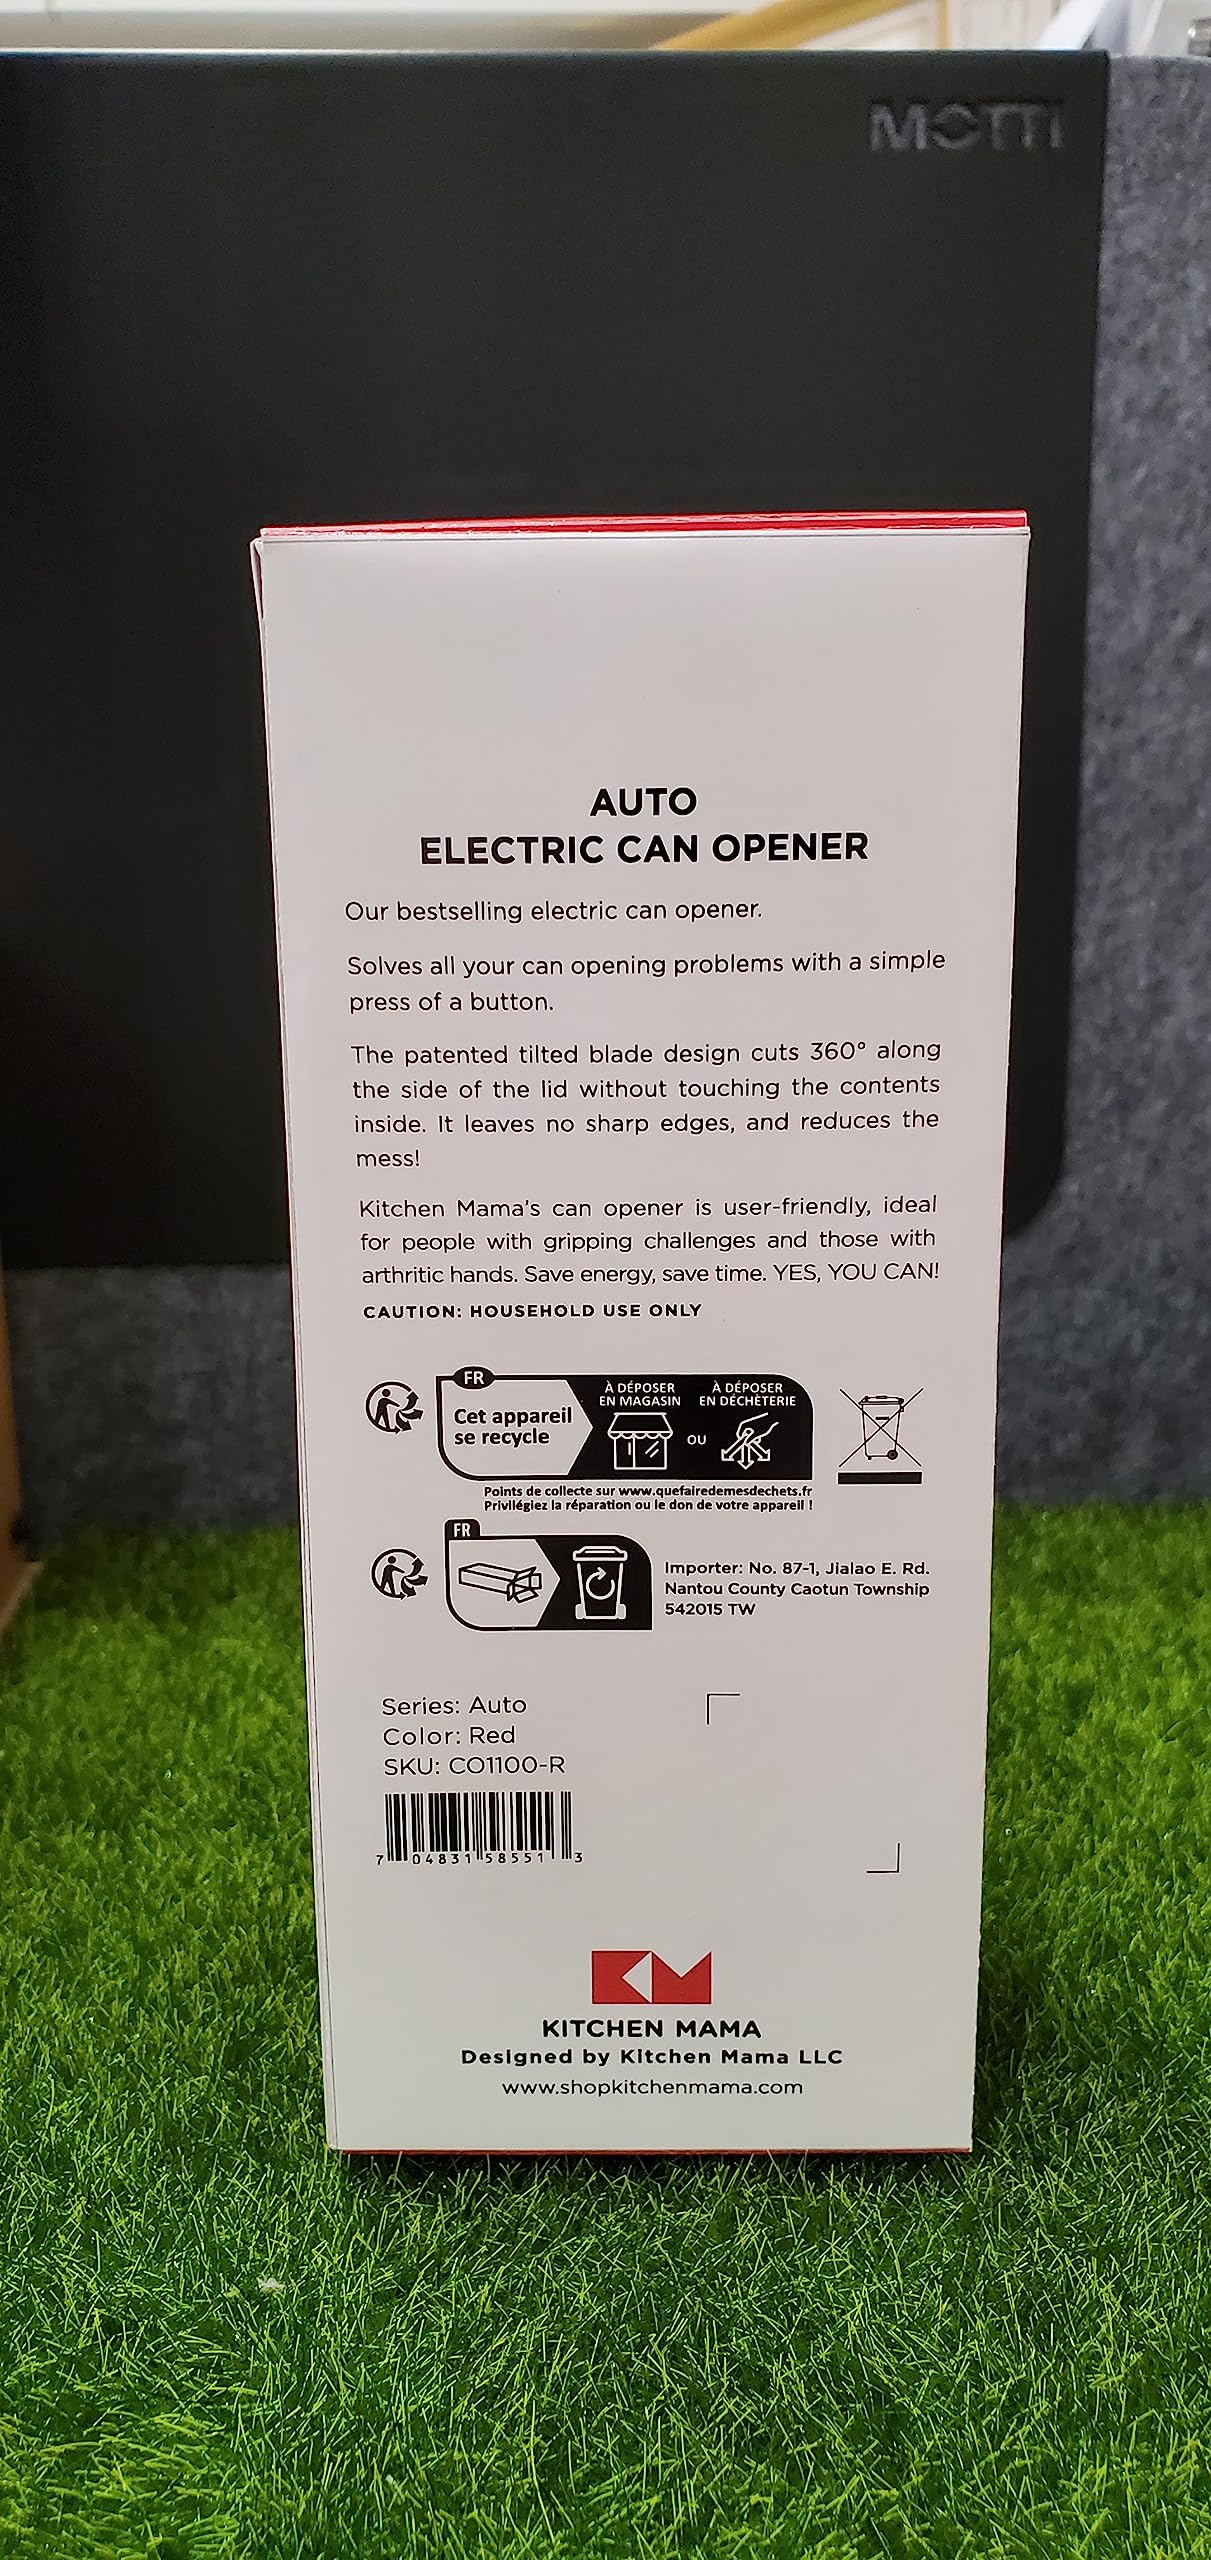 MOTTI
AUTO
ELECTRIC CAN OPENER
Our bestselling electric can opener.
Solves all your can opening problems with a simple
press of a button.
The patented tilted blade design cuts 360° along
the side of the lid without touching the contents
inside. It leaves no sharp edges, and reduces the
mess!
Kitchen Mama's can opener is user-friendly, ideal
for people with gripping challenges and those with
arthritic hands. Save energy, save time. YES, YOU CAN!
CAUTION: HOUSEHOLD USE ONLY
FR
Cet appareil
se recycle
À DÉPOSER
EN MAGASIN
OU
À DÉPOSER
EN DÉCHÈTERIE
Points de collecte sur www.quefairedemesdechets.fr
Privilégiez la réparation ou le don de votre appareil !
FR
Importer: No. 87-1, Jialao E. Rd.
Nantou County Caotun Township
542015 TW
Series: Auto
Color: Red
SKU: CO1100-R
7 04831 58551 3
KM
KITCHEN MAMA
Designed by Kitchen Mama LLC
www.shopkitchenmama.com